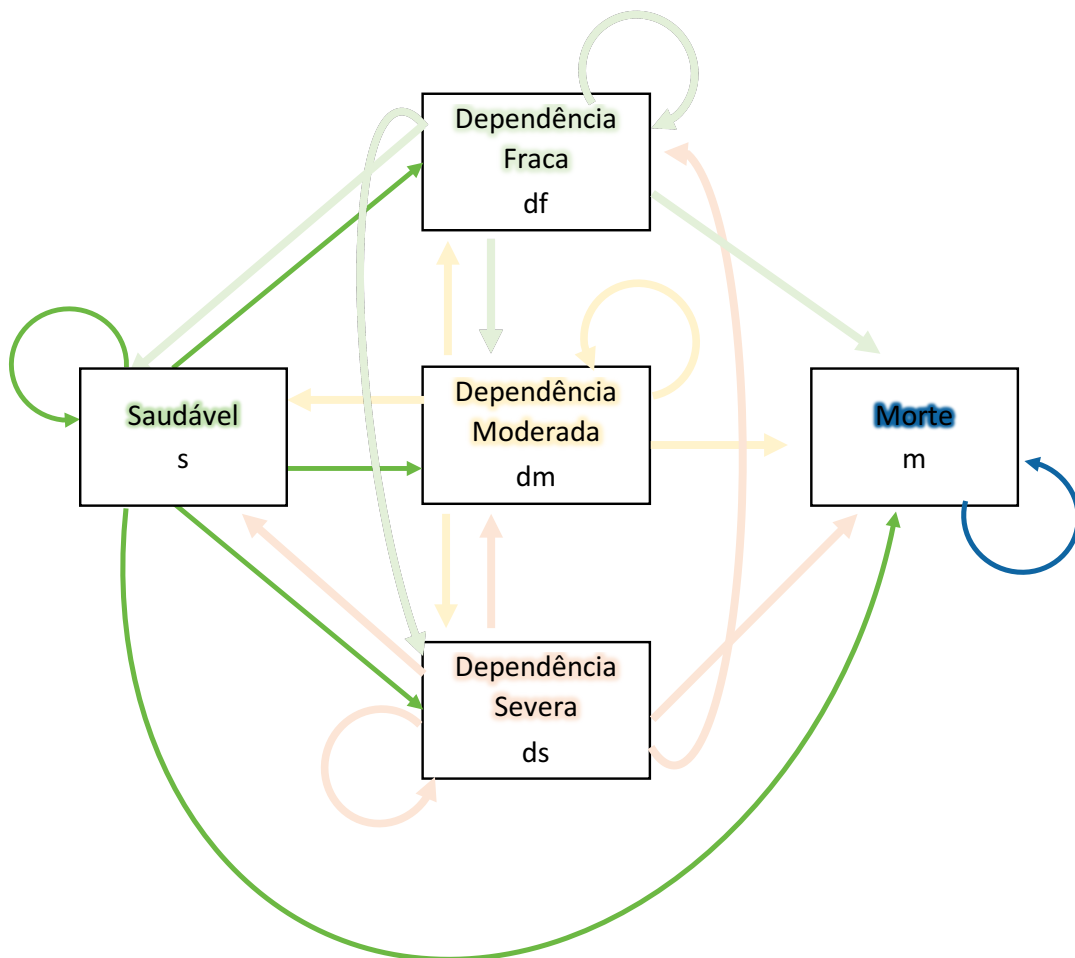 Dependência
Fraca
df
Saudável
s
Dependência
Moderada
dm
Morte
m
Dependência
Severa
ds